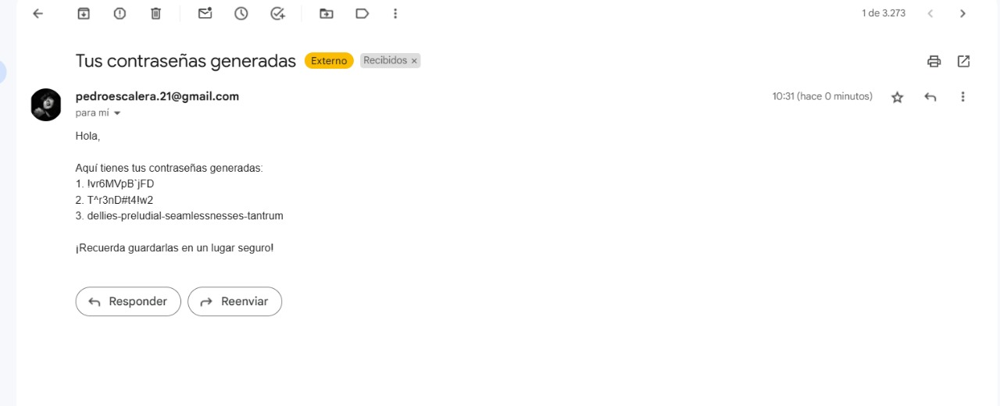 1 de 3.273
Tus contraseñas generadas Externo Recibidos ×
pedroescalera.21@gmail.com 10:31 (hace 0 minutos)
para mí
Hola,
Aquí tienes tus contraseñas generadas:
1. !vr6MVpB`jFD
2. T^r3nD#t4!w2
3. dellies-preludial-seamlessnesses-tantrum
¡Recuerda guardarlas en un lugar seguro!
Responder Reenviar